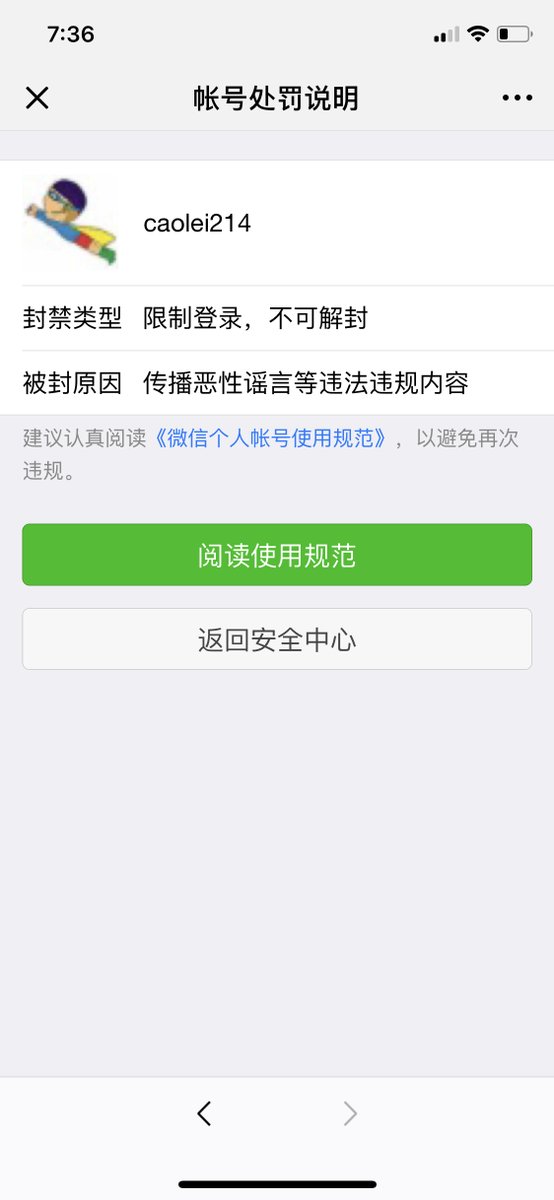 7:36
帐号处罚说明
caolei214
封禁类型 限制登录，不可解封
被封原因 传播恶性谣言等违法违规内容
建议认真阅读《微信个人帐号使用规范》，以避免再次
违规。
阅读使用规范
返回安全中心